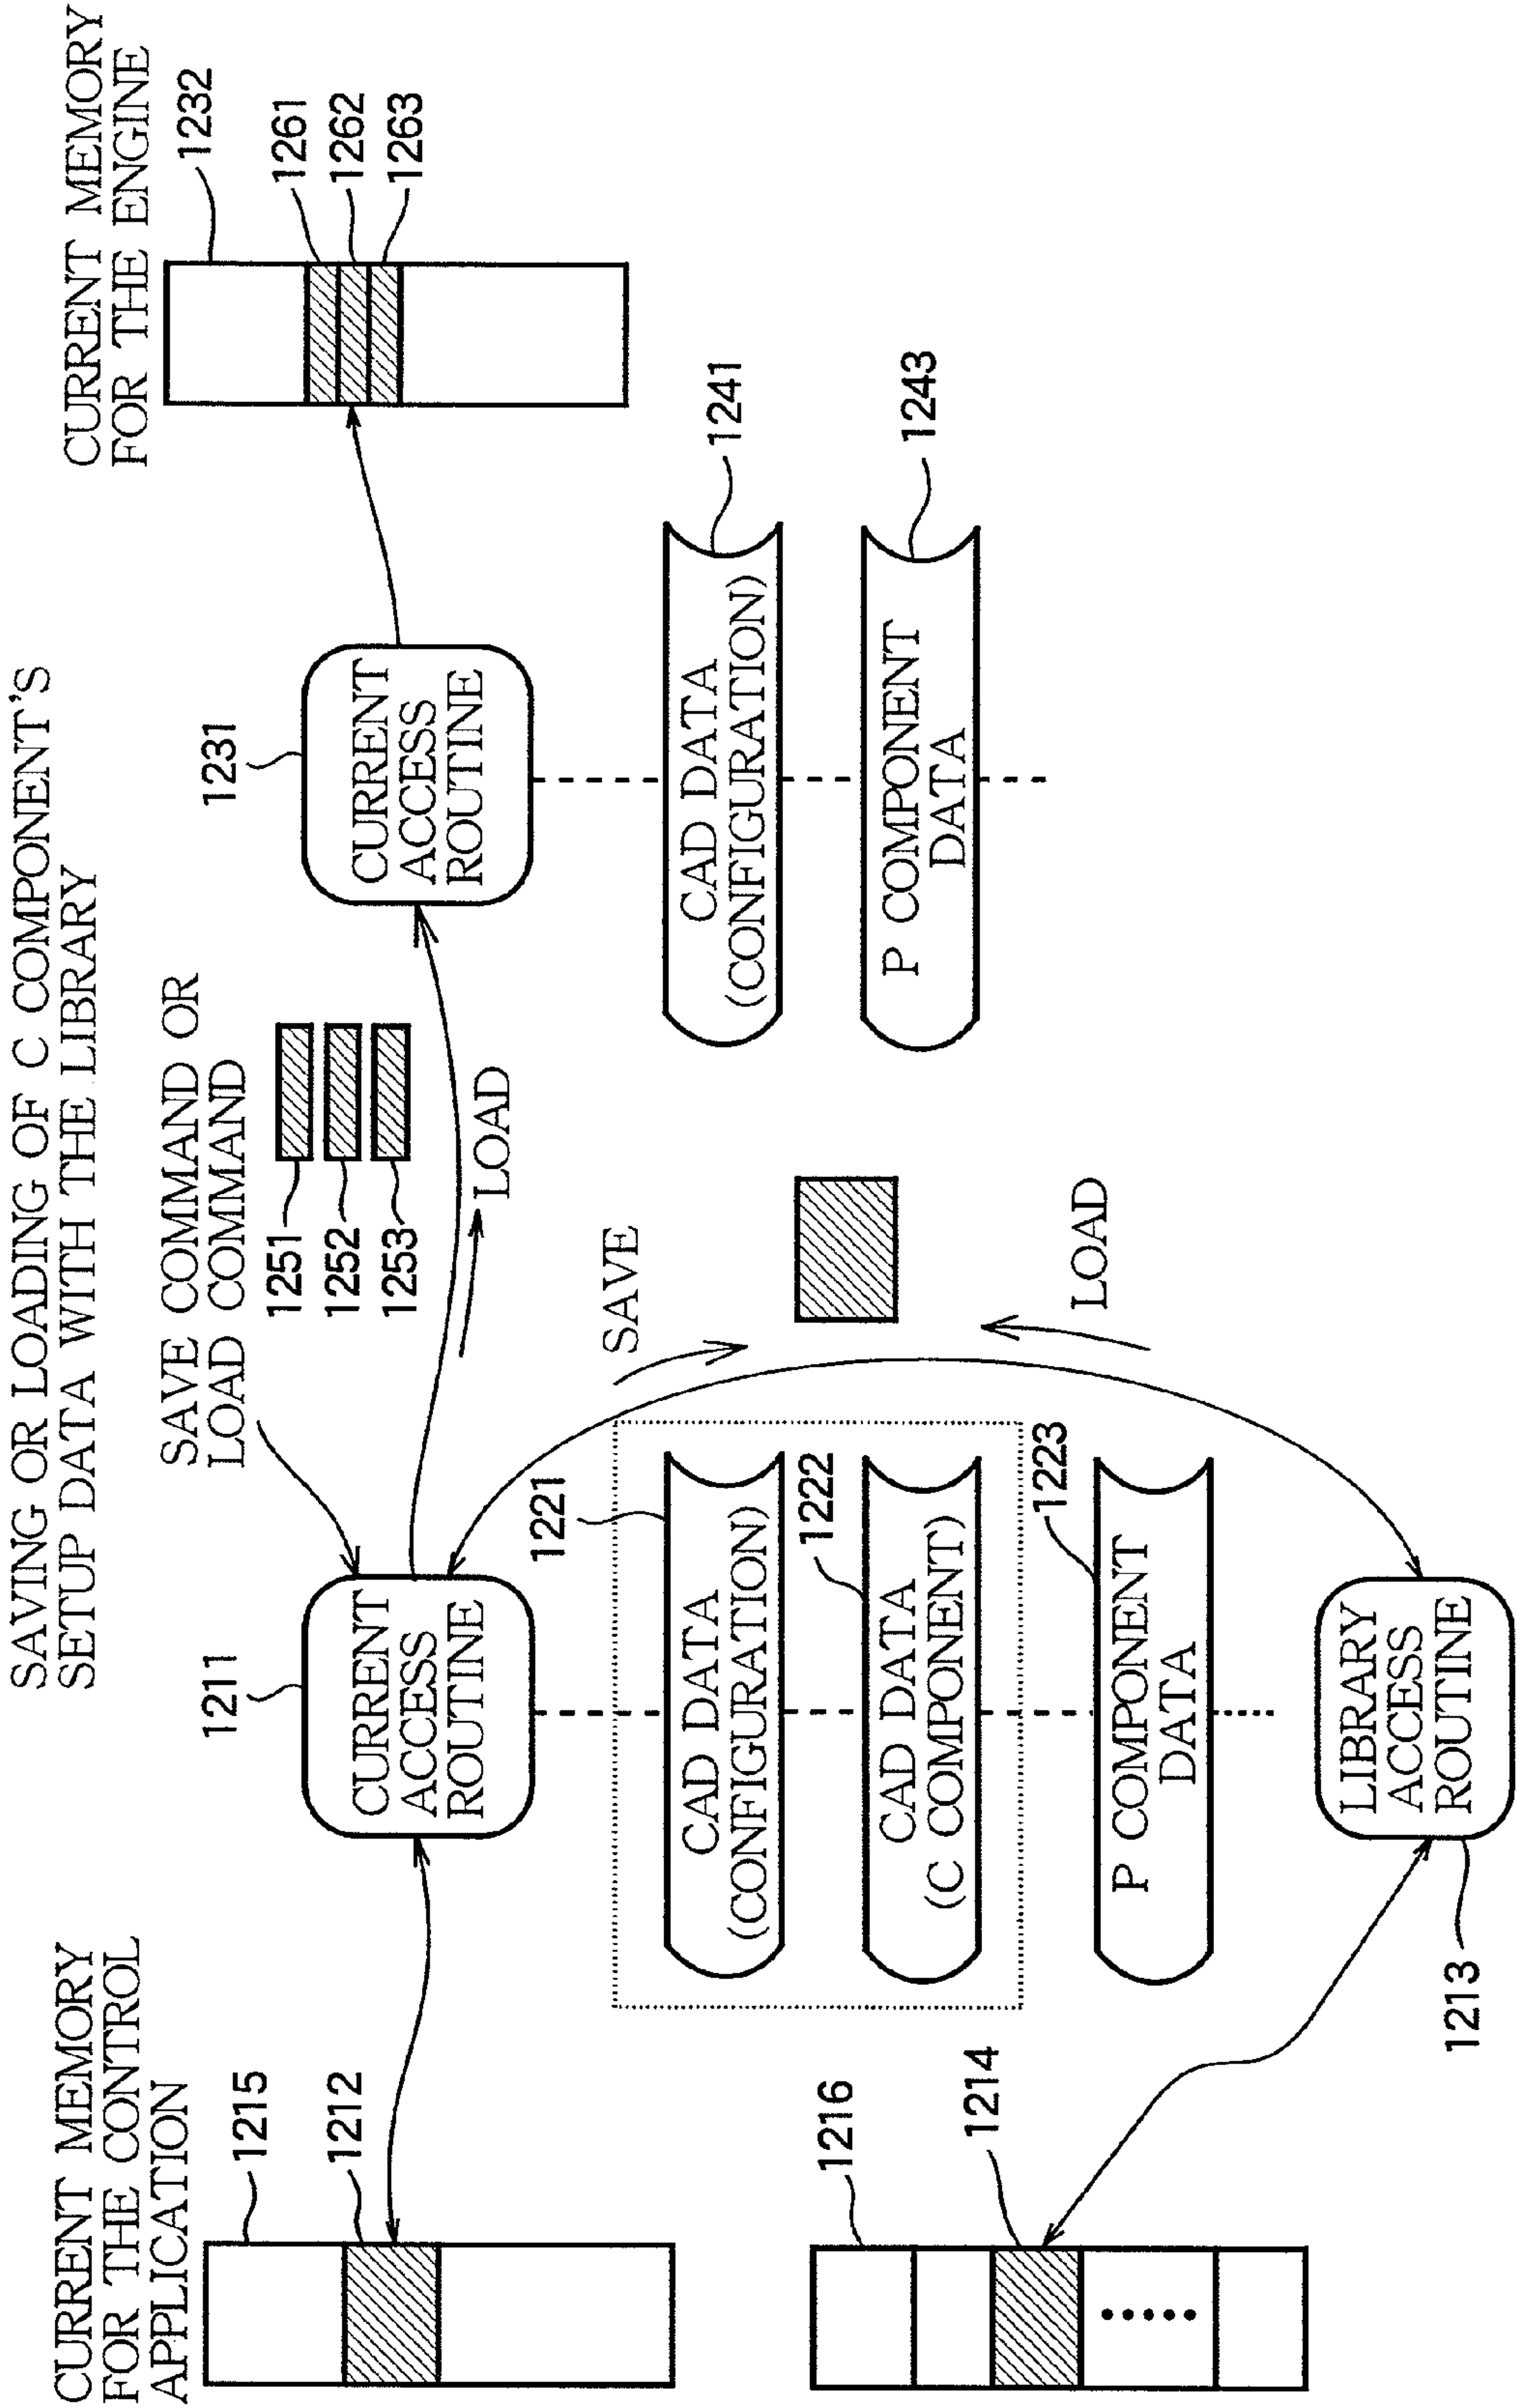 SAVING OR LOADING OF C COMPONENT'S
SETUP DATA WITH THE LIBRARY
CURRENT MEMORY
FOR THE CONTROL
APPLICATION
1215
1212
1211
CURRENT
ACCESS
ROUTINE
SAVE COMMAND OR
LOAD COMMAND
1251
1252
1253
LOAD
1231
CURRENT
ACCESS
ROUTINE
CURRENT MEMORY
FOR THE ENGINE
1232
1261
1262
1263
1221
CAD DATA
(CONFIGURATION)
1222
CAD DATA
(C COMPONENT)
1223
P COMPONENT
DATA
SAVE
LOAD
CAD DATA
(CONFIGURATION)
1241
P COMPONENT
DATA
1243
1216
1214
LIBRARY
ACCESS
ROUTINE
1213